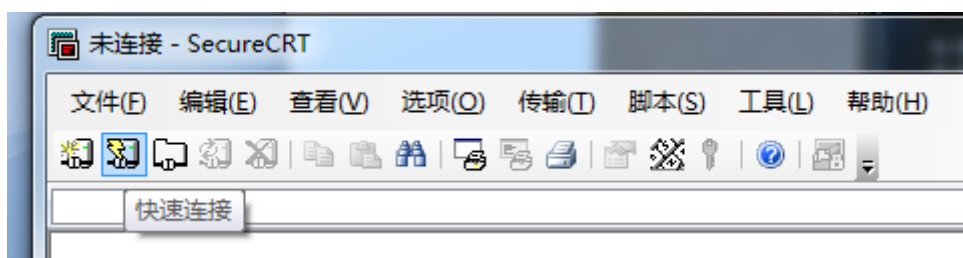 未连接 - SecureCRT
文件(F) 编辑(E) 查看(V) 选项(O) 传输(T) 脚本(S) 工具(L) 帮助(H)
快速连接